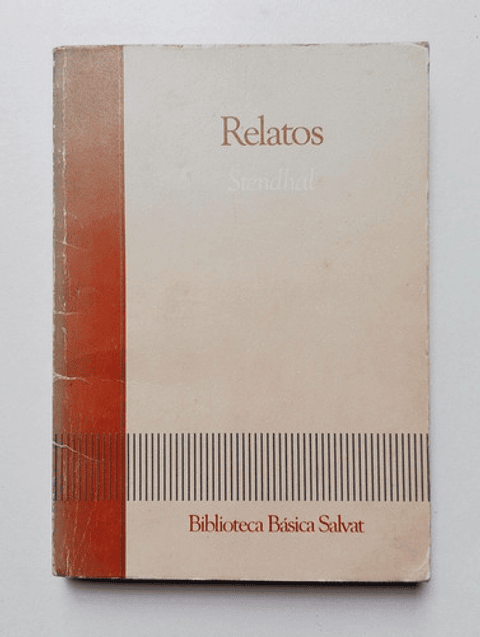 Relatos
Stendhal
Biblioteca Básica Salvat